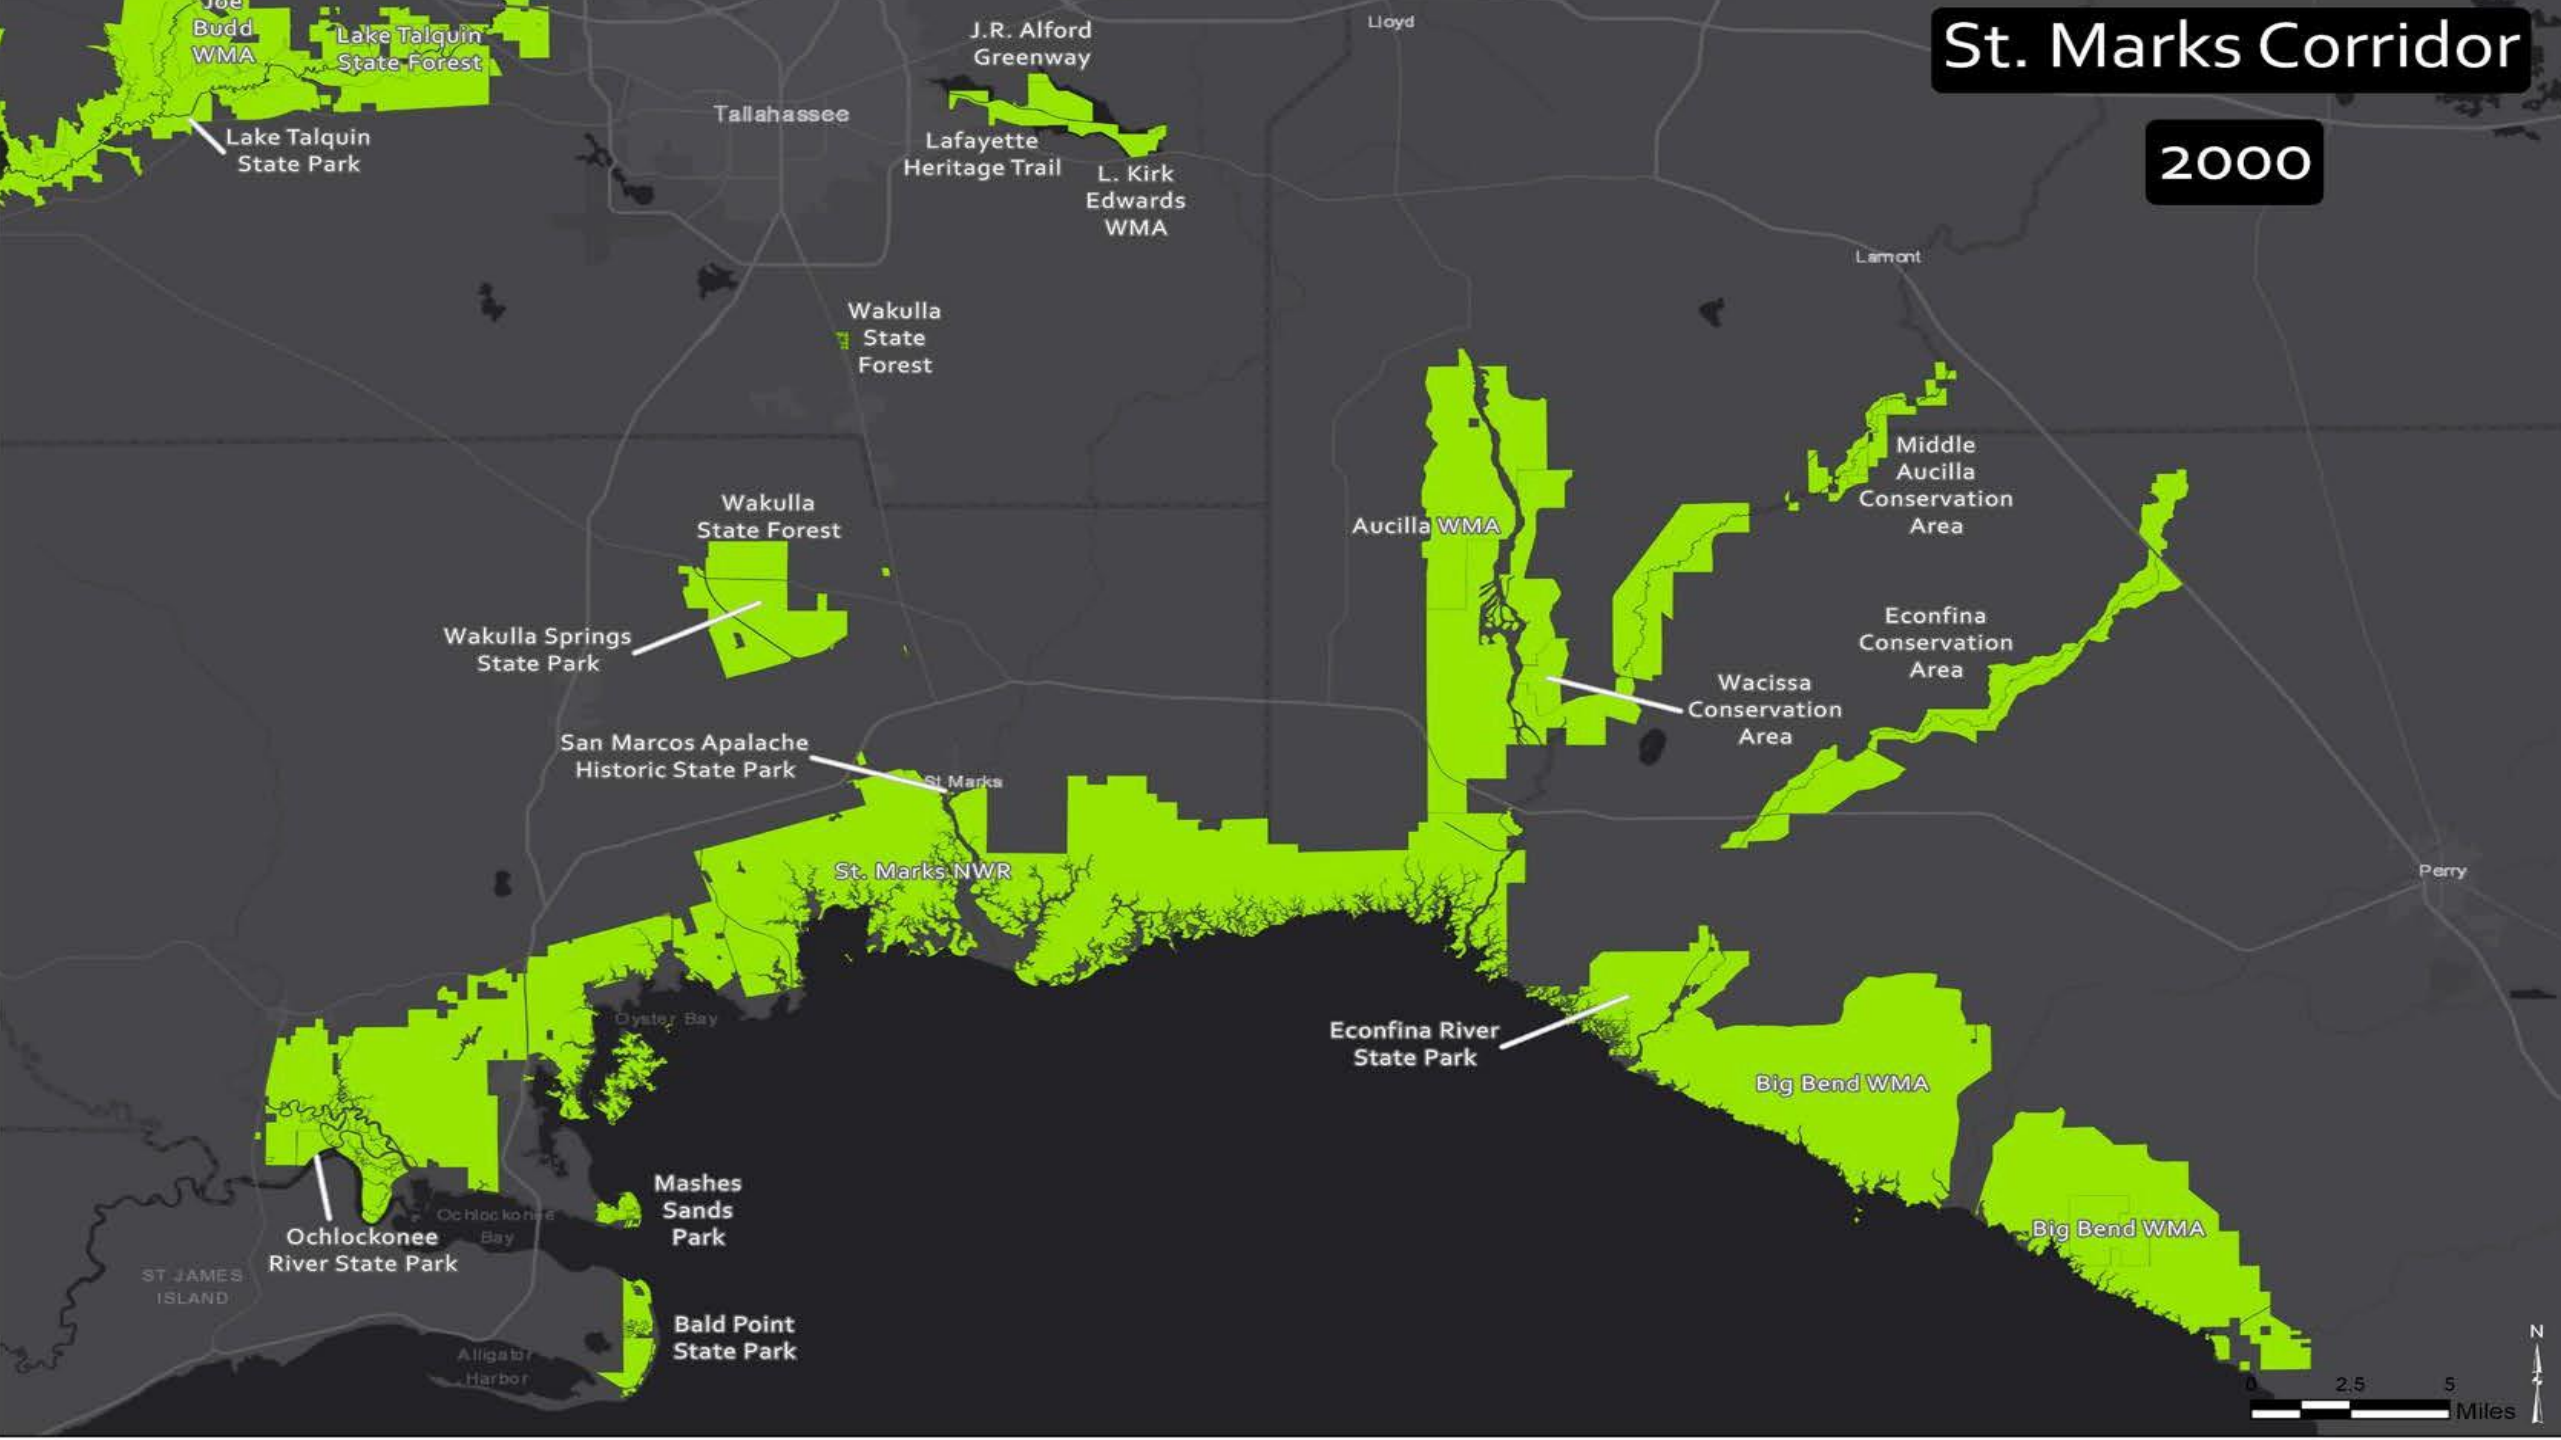 St. Marks Corridor
2000
Joe
Budd
WMA
Lake Talquin
State Forest
Lake Talquin
State Park
Tallahassee
J.R. Alford
Greenway
Lloyd
Lafayette
Heritage Trail
L. Kirk
Edwards
WMA
Lamont
Wakulla
State
Forest
Wakulla
State Forest
Aucilla WMA
Middle
Aucilla
Conservation
Area
Wakulla Springs
State Park
Econfina
Conservation
Area
Wacissa
Conservation
Area
San Marcos Apalache
Historic State Park
St Marks
St. Marks NWR
Perry
Oyster Bay
Econfina River
State Park
Big Bend WMA
Mashes
Sands
Park
Ochlockonee
Bay
Ochlockonee
River State Park
Big Bend WMA
ST JAMES
ISLAND
Bald Point
State Park
Alligator
Harbor
N
0 2.5 5
Miles